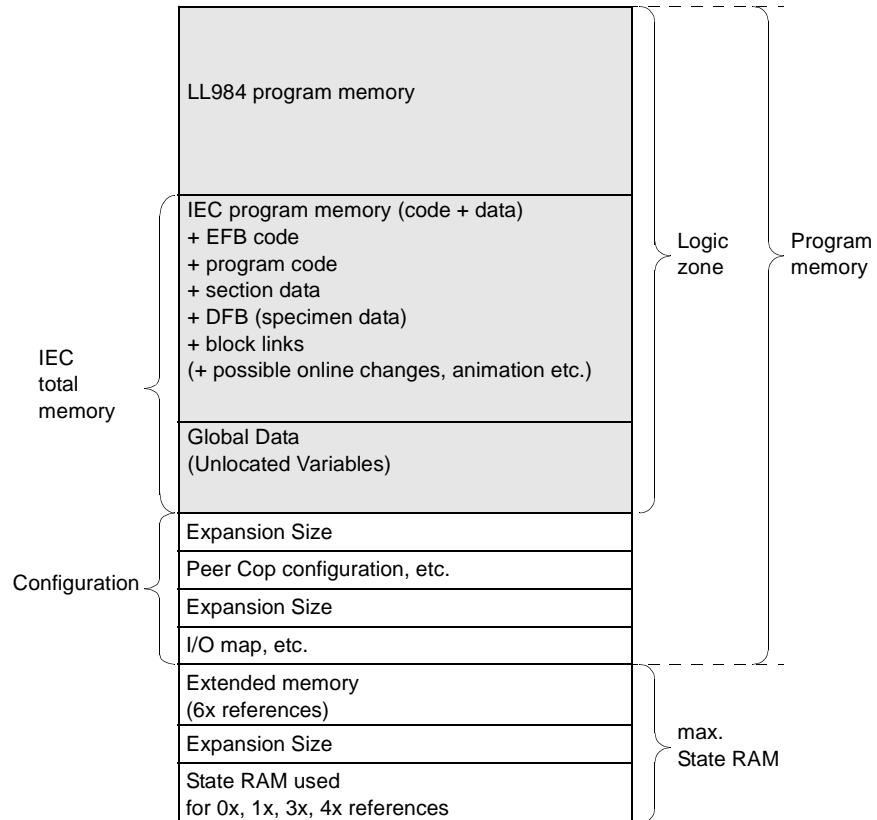 LL984 program memory
IEC program memory (code + data)
+ EFB code
+ program code
+ section data
+ DFB (specimen data)
+ block links
(+ possible online changes, animation etc.)
Global Data
(Unlocated Variables)
Expansion Size
Peer Cop configuration, etc.
Expansion Size
I/O map, etc.
Extended memory
(6x references)
Expansion Size
State RAM used
for 0x, 1x, 3x, 4x references
IEC
total
memory
Configuration
Logic
zone
Program
memory
max.
State RAM